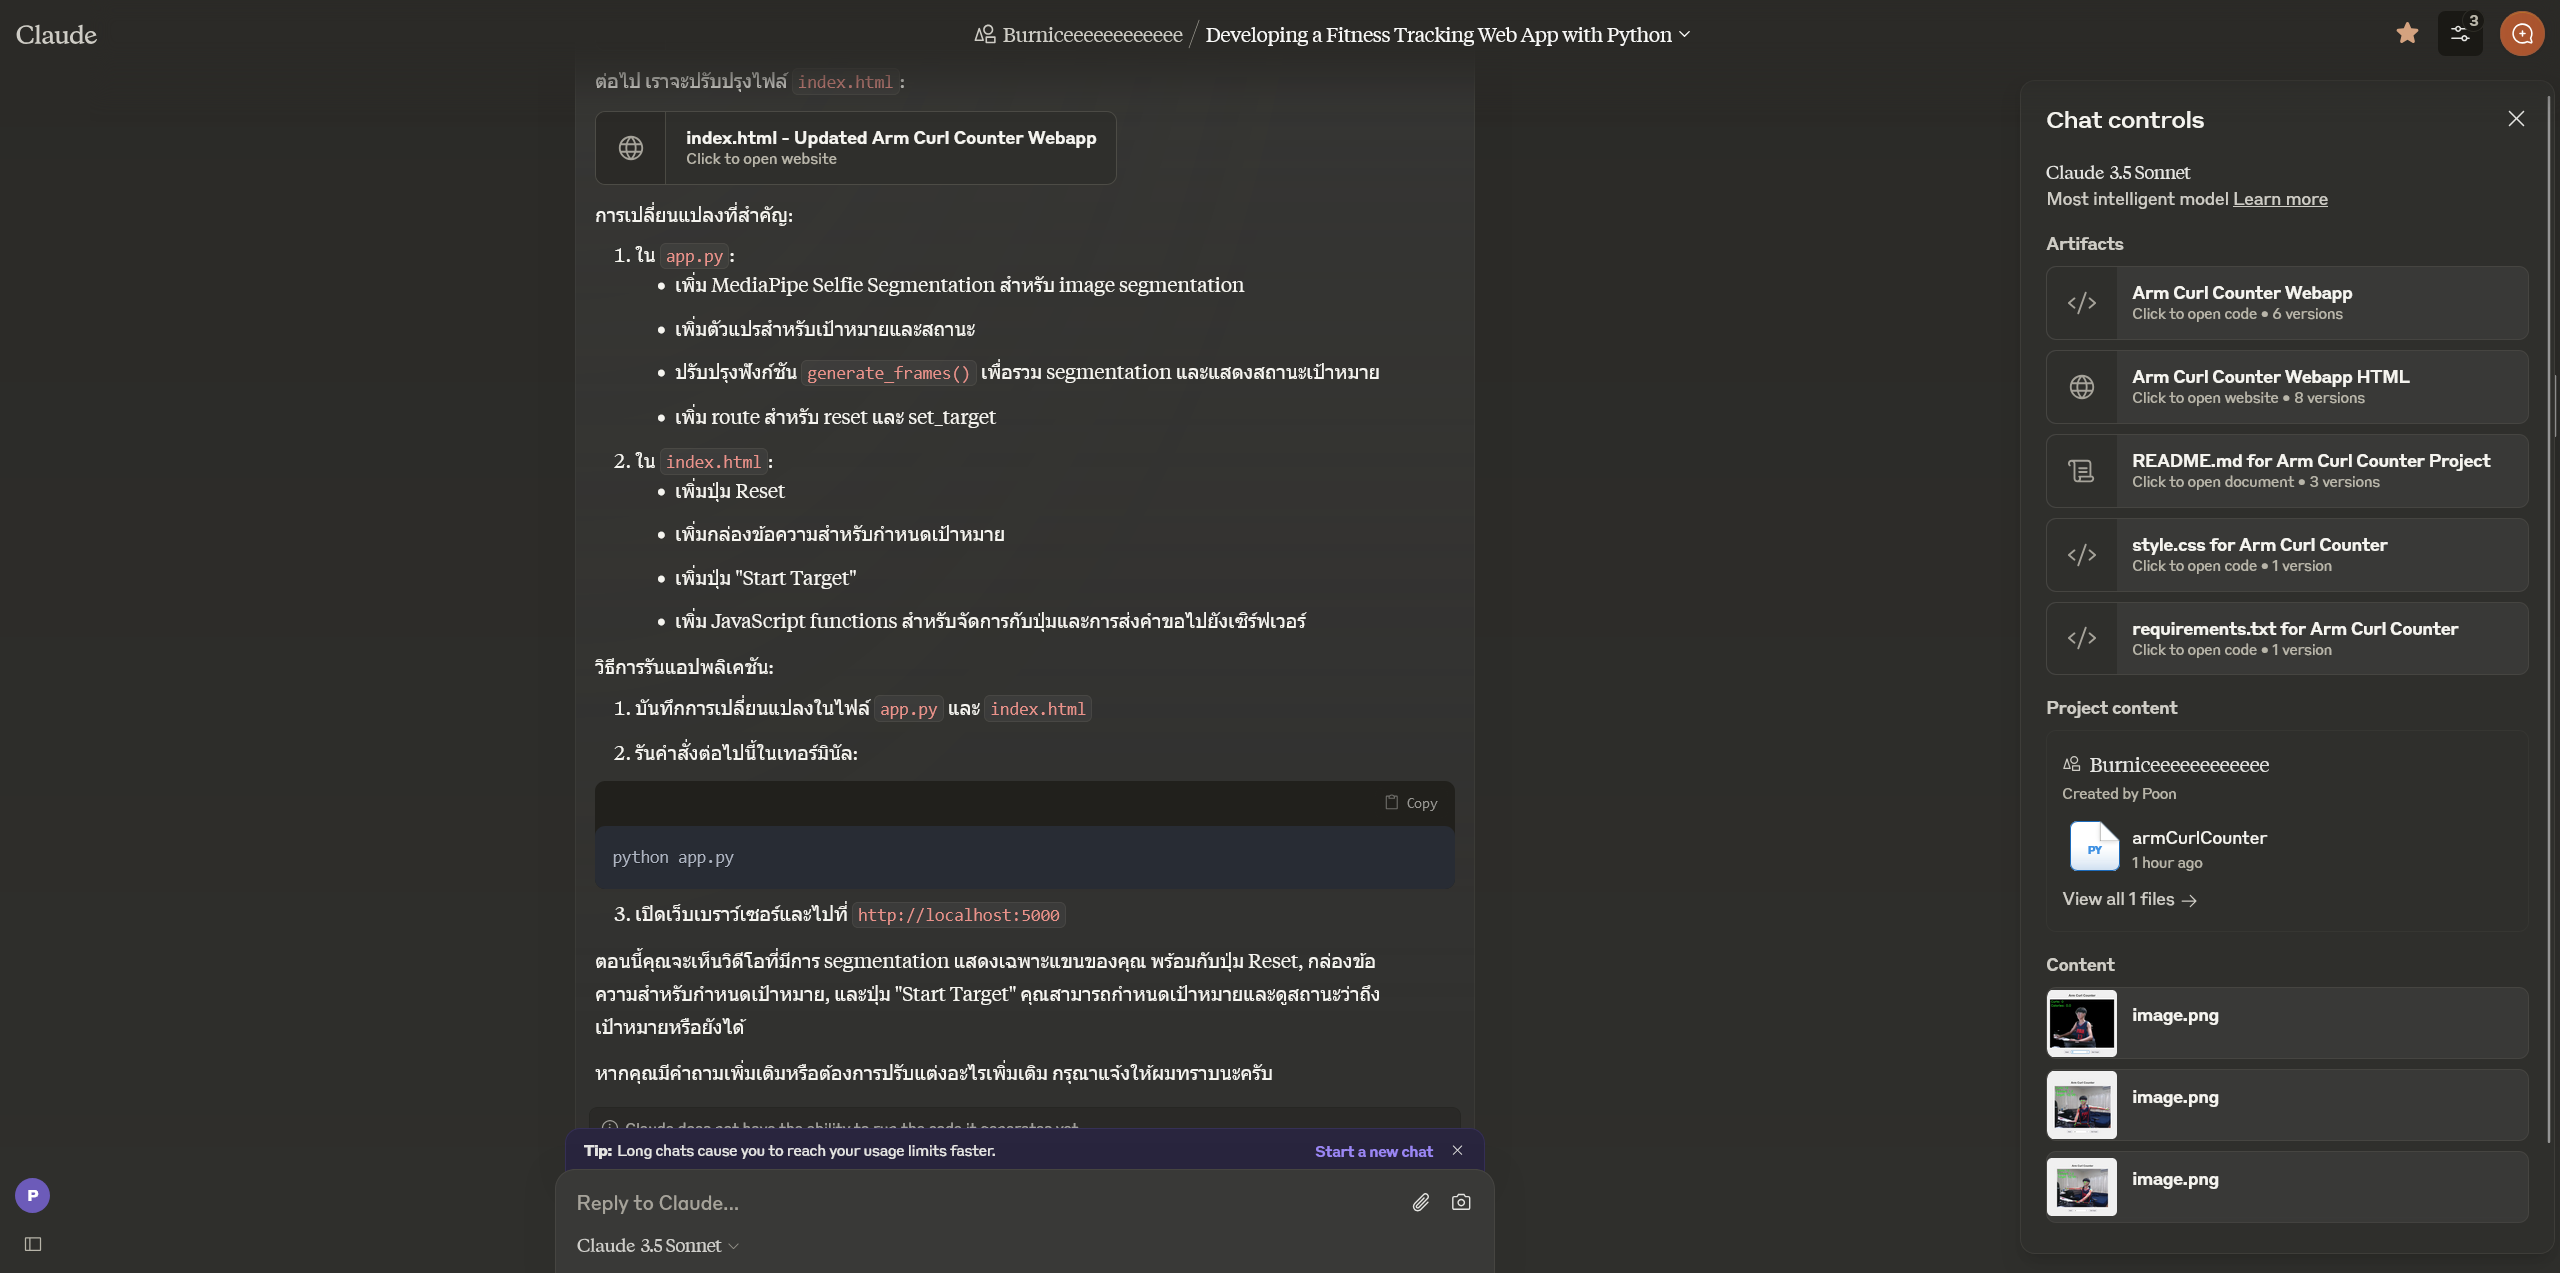 Claude
Burniceeeeeeeeeeeee / Developing a Fitness Tracking Web App with Python
3
ต่อไป เราจะปรับปรุงไฟล์ index.html :
index.html - Updated Arm Curl Counter Webapp
Click to open website
การเปลี่ยนแปลงที่สำคัญ:
1. ใน app.py :
• เพิ่ม MediaPipe Selfie Segmentation สำหรับ image segmentation
• เพิ่มตัวแปรสำหรับเป้าหมายและสถานะ
• ปรับปรุงฟังก์ชัน generate_frames() เพื่อรวม segmentation และแสดงสถานะเป้าหมาย
• เพิ่ม route สำหรับ reset และ set_target
2. ใน index.html :
• เพิ่มปุ่ม Reset
• เพิ่มกล่องข้อความสำหรับกำหนดเป้าหมาย
• เพิ่มปุ่ม "Start Target"
• เพิ่ม JavaScript functions สำหรับจัดการกับปุ่มและการส่งคำขอไปยังเซิร์ฟเวอร์
วิธีการรันแอปพลิเคชัน:
1. บันทึกการเปลี่ยนแปลงในไฟล์ app.py และ index.html
2. รันคำสั่งต่อไปนี้ในเทอร์มินัล:
Copy
python app.py
3. เปิดเว็บเบราว์เซอร์และไปที่ http://localhost:5000
ตอนนี้คุณจะเห็นวิดีโอที่มีการ segmentation แสดงเฉพาะแขนของคุณ พร้อมกับปุ่ม Reset, กล่องข้อ
ความสำหรับกำหนดเป้าหมาย, และปุ่ม "Start Target" คุณสามารถกำหนดเป้าหมายและดูสถานะว่าถึง
เป้าหมายหรือยังได้
หากคุณมีคำถามเพิ่มเติมหรือต้องการปรับแต่งอะไรเพิ่มเติม กรุณาแจ้งให้ผมทราบนะครับ
Claude does not have the ability to run the code it generates yet.
Tip: Long chats cause you to reach your usage limits faster.
Start a new chat
Reply to Claude...
Claude 3.5 Sonnet
P
Chat controls
Claude 3.5 Sonnet
Most intelligent model Learn more
Artifacts
Arm Curl Counter Webapp
Click to open code • 6 versions
Arm Curl Counter Webapp HTML
Click to open website • 8 versions
README.md for Arm Curl Counter Project
Click to open document • 3 versions
style.css for Arm Curl Counter
Click to open code • 1 version
requirements.txt for Arm Curl Counter
Click to open code • 1 version
Project content
Burniceeeeeeeeeeeee
Created by Poon
PY
armCurlCounter
1 hour ago
View all 1 files →
Content
image.png
image.png
image.png